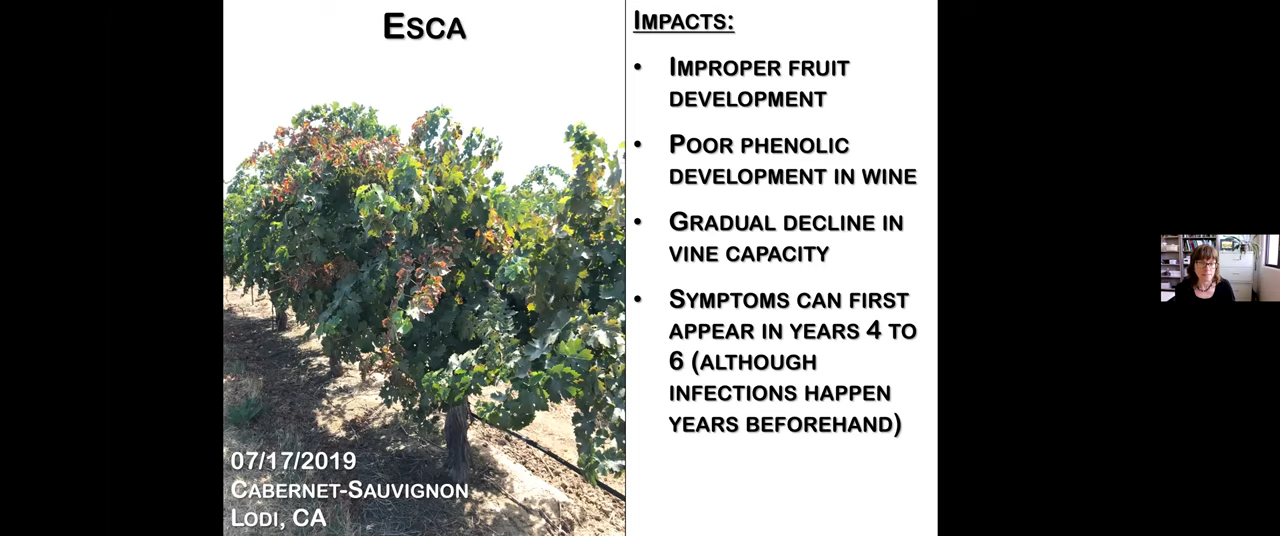 Esca
07/17/2019
Cabernet-Sauvignon
Lodi, CA
Impacts:
• Improper fruit
development
• Poor phenolic
development in wine
• Gradual decline in
vine capacity
• Symptoms can first
appear in years 4 to
6 (although
infections happen
years beforehand)